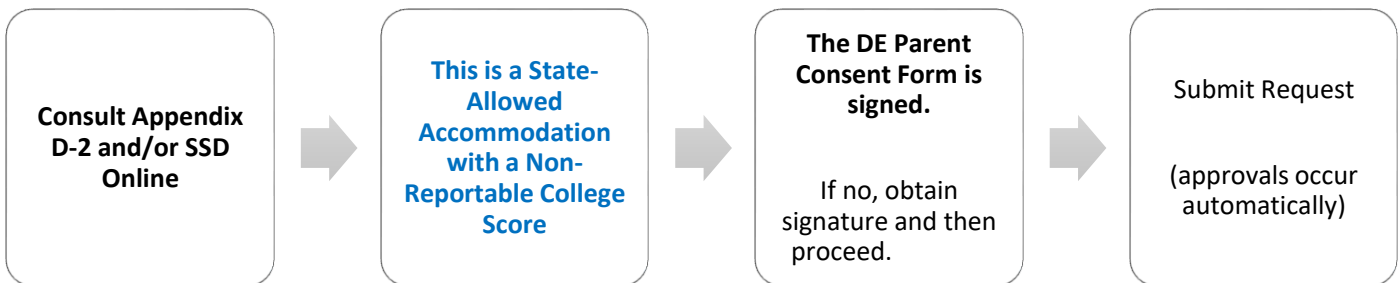 Consult Appendix
D-2 and/or SSD
Online
This is a State-
Allowed
Accommodation
with a Non-
Reportable College
Score
The DE Parent
Consent Form is
signed.
If no, obtain
signature and then
proceed.
Submit Request
(approvals occur
automatically)